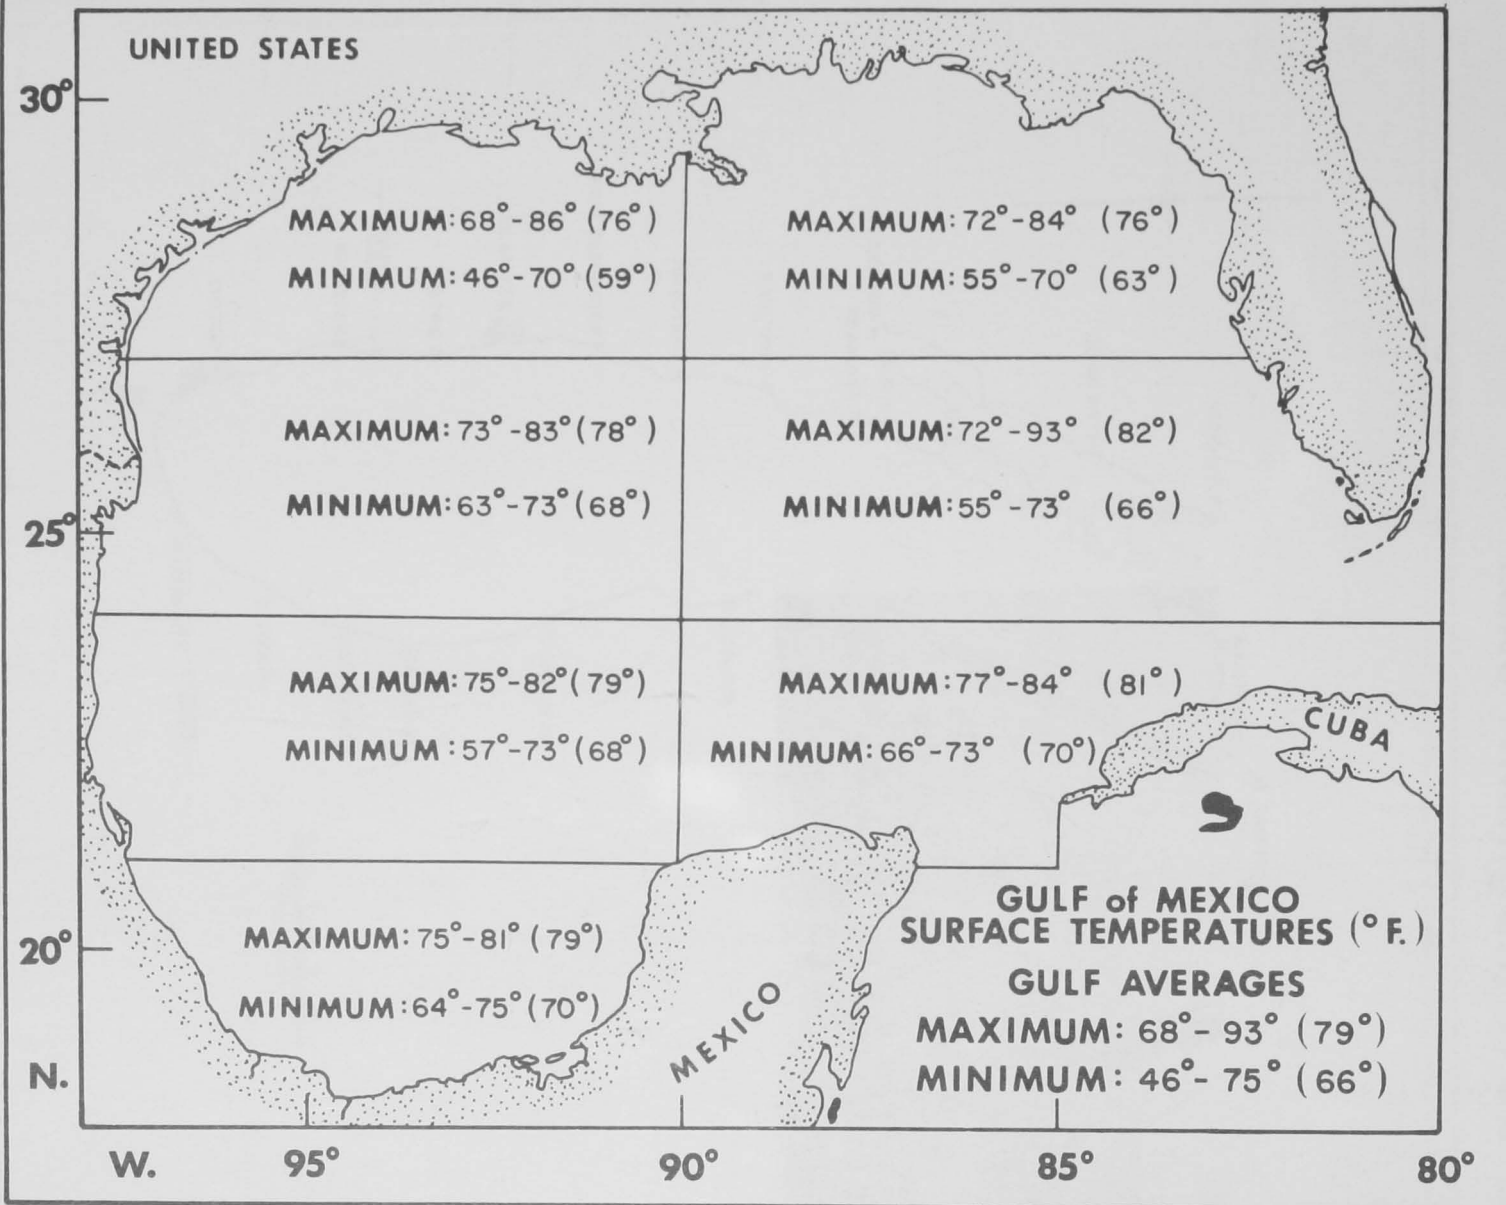 UNITED STATES
30°
MAXIMUM: 68°-86° (76°)
MINIMUM: 46°-70° (59°)
MAXIMUM: 72°-84° (76°)
MINIMUM: 55°-70° (63°)
MAXIMUM: 73°-83° (78°)
MINIMUM: 63°-73° (68°)
MAXIMUM: 72°-93° (82°)
MINIMUM: 55°-73° (66°)
25°
MAXIMUM: 75°-82° (79°)
MINIMUM: 57°-73° (68°)
MAXIMUM: 77°-84° (81°)
MINIMUM: 66°-73° (70°)
CUBA
MAXIMUM: 75°-81° (79°)
MINIMUM: 64°-75° (70°)
20°
N.
MEXICO
GULF of MEXICO
SURFACE TEMPERATURES (°F.)
GULF AVERAGES
MAXIMUM: 68°-93° (79°)
MINIMUM: 46°-75° (66°)
W. 95° 90° 85° 80°